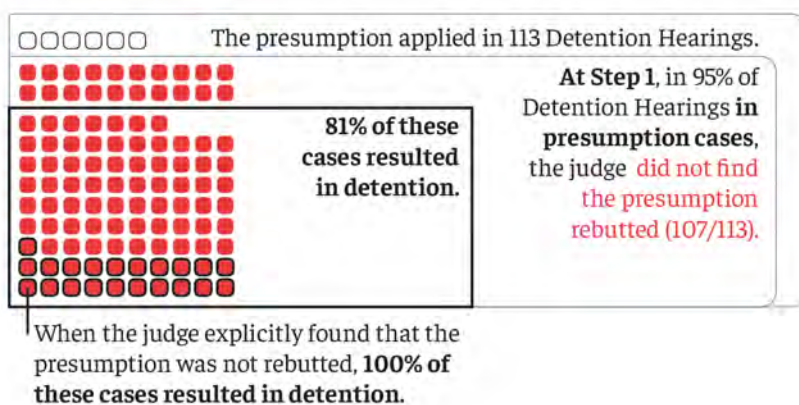 The presumption applied in 113 Detention Hearings.
At Step 1, in 95% of
Detention Hearings in
presumption cases,
the judge did not find
the presumption
rebutted (107/113).
81% of these
cases resulted
in detention.
When the judge explicitly found that the
presumption was not rebutted, 100% of
these cases resulted in detention.